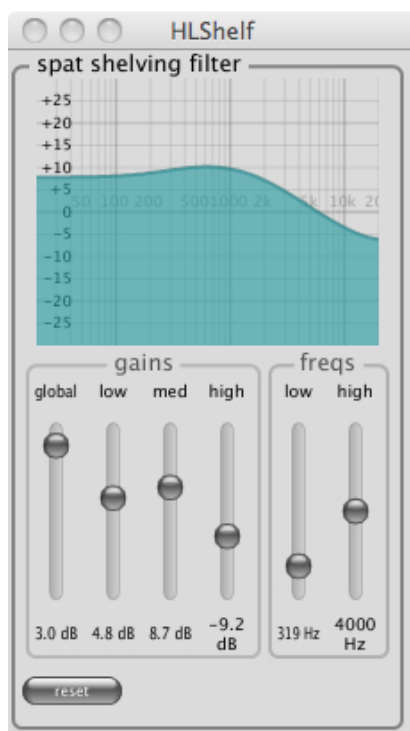 HLShelf
spat shelving filter
+25
+20
+15
+10
+5
0
50 100 200 500 1000 2k 5k 10k 20
-5
-10
-15
-20
-25
gains
freqs
global low med high
low high
3.0 dB 4.8 dB 8.7 dB -9.2 dB
319 Hz 4000 Hz
reset